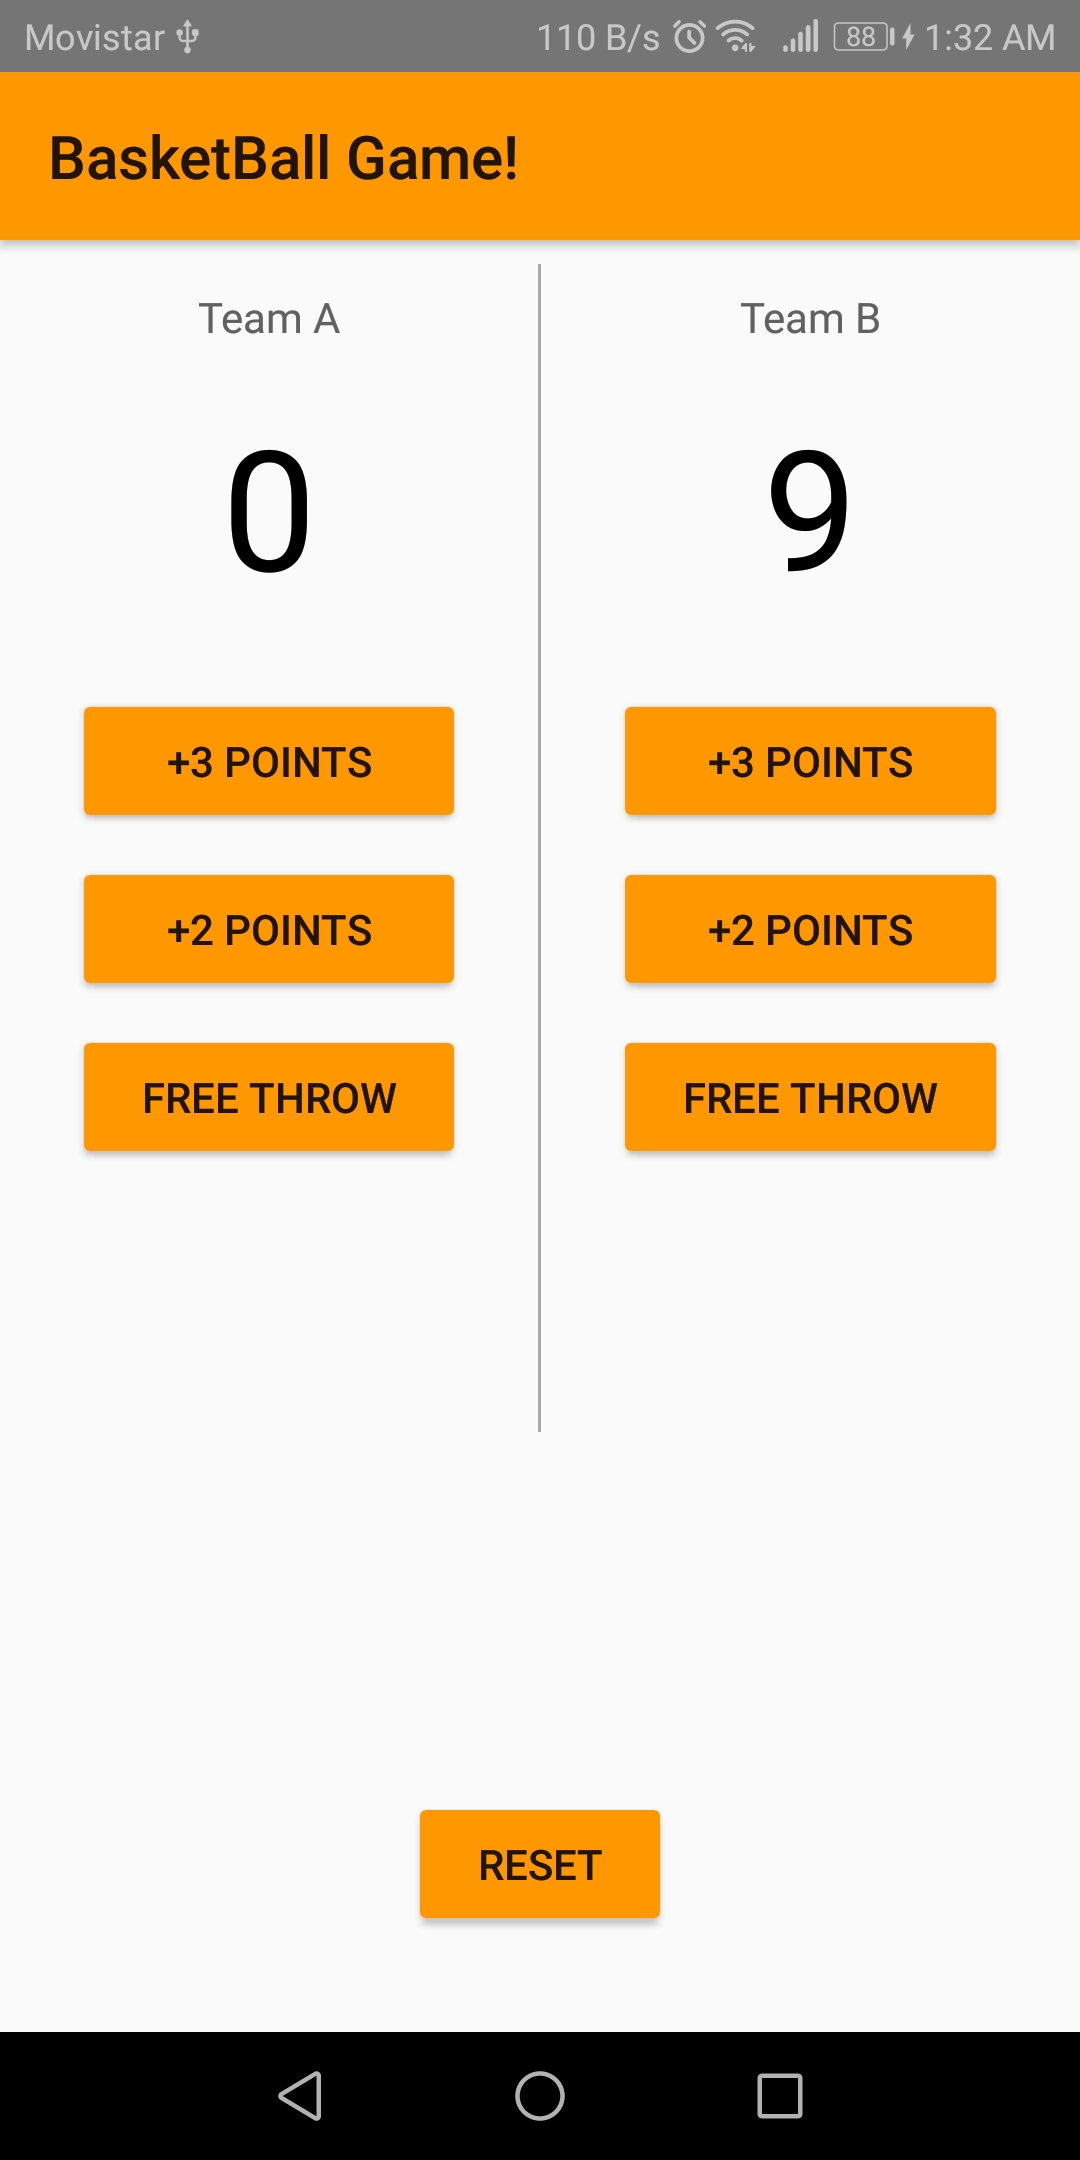 Movistar 110 B/s 88 1:32 AM
BasketBall Game!
Team A
0
+3 POINTS
+2 POINTS
FREE THROW
Team B
9
+3 POINTS
+2 POINTS
FREE THROW
RESET